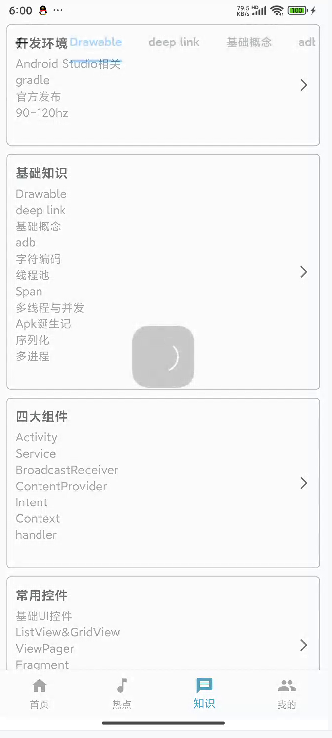 6:00 79.5 KB/s 5G 100
开发环境 Drawable deep link 基础概念 adb
Android Studio相关
gradle
官方发布
90-120hz
基础知识
Drawable
deep link
基础概念
adb
字符编码
线程池
Span
多线程与并发
Apk诞生记
序列化
多进程
四大组件
Activity
Service
BroadcastReceiver
ContentProvider
Intent
Context
handler
常用控件
基础UI控件
ListView&GridView
ViewPager
Fragment
首页 热点 知识 我的